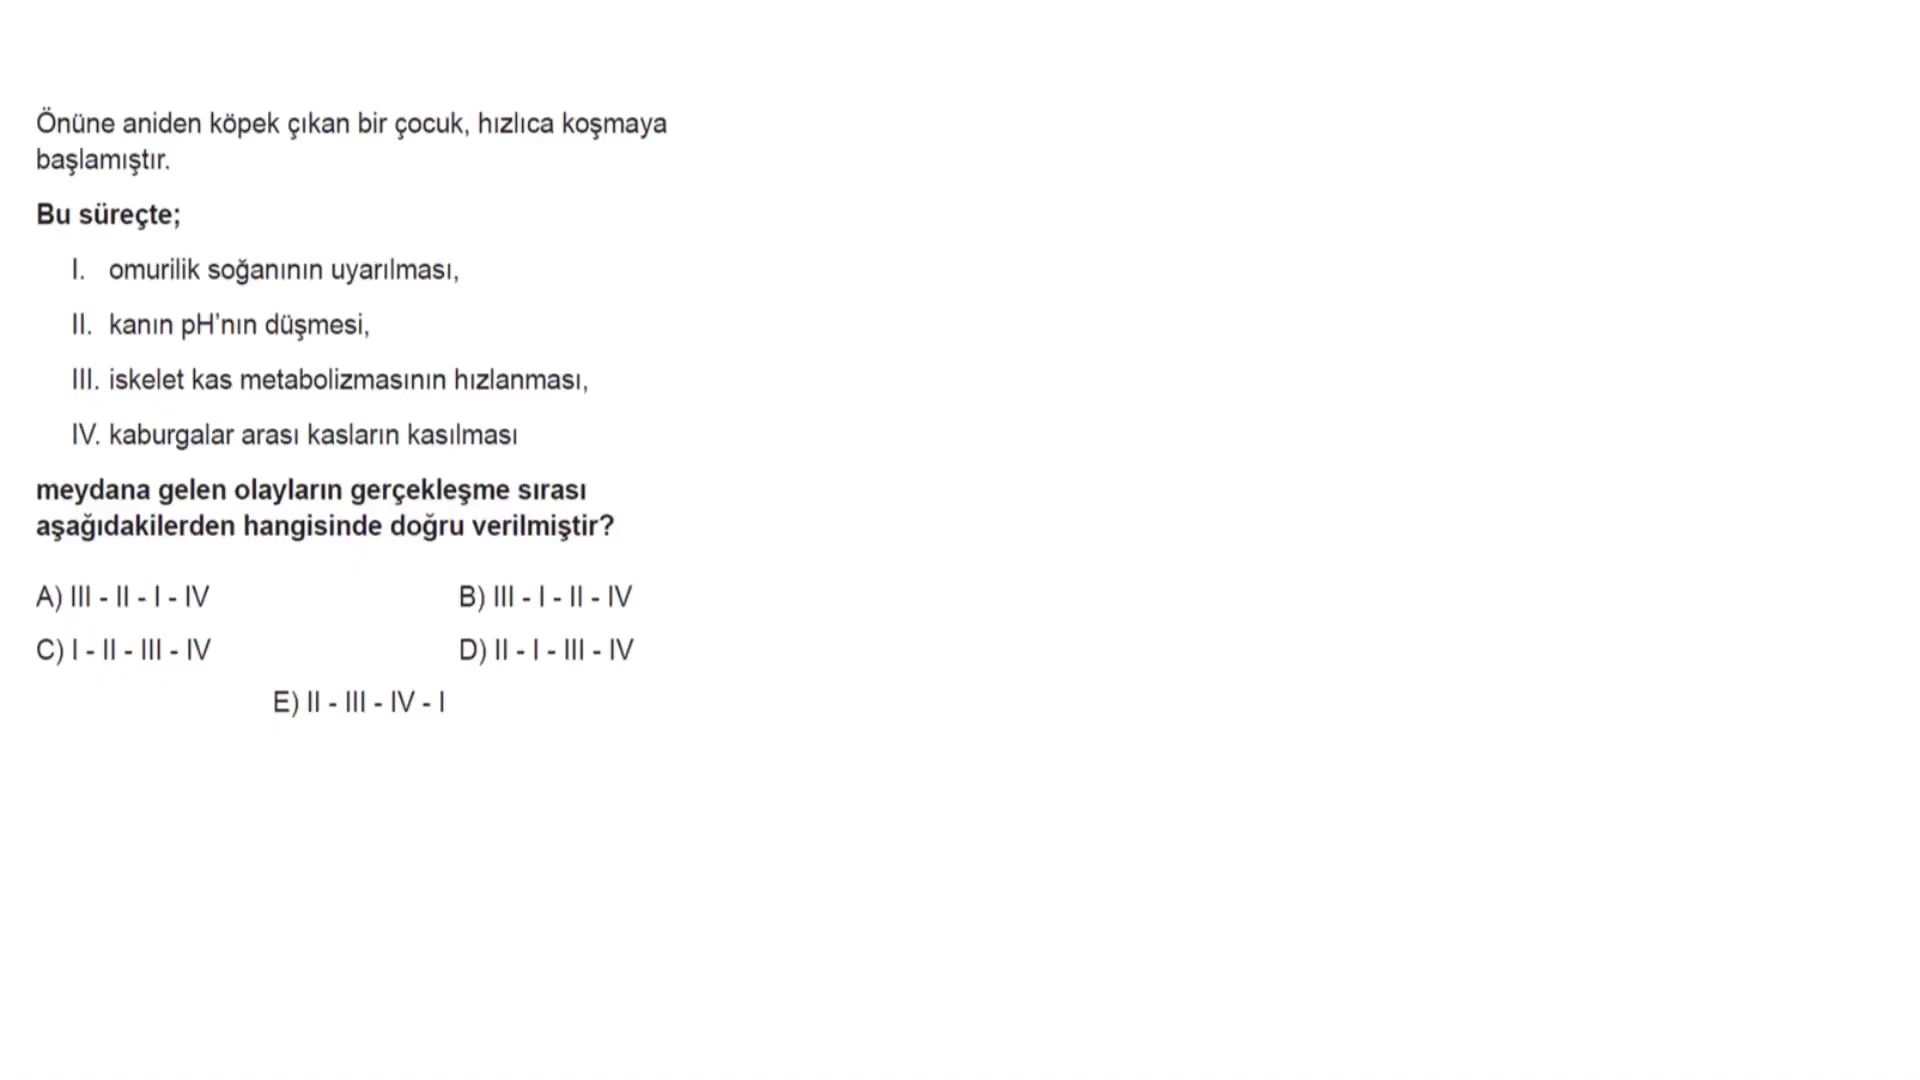 Önüne aniden köpek çıkan bir çocuk, hızlıca koşmaya
başlamıştır.
Bu süreçte;
I. omurilik soğanının uyarılması,
II. kanın pH’nın düşmesi,
III. iskelet kas metabolizmasının hızlanması,
IV. kaburgalar arası kasların kasılması
meydana gelen olayların gerçekleşme sırası
aşağıdakilerden hangisinde doğru verilmiştir?
A) III - II - I - IV
B) III - I - II - IV
C) I - II - III - IV
D) II - I - III - IV
E) II - III - IV - I